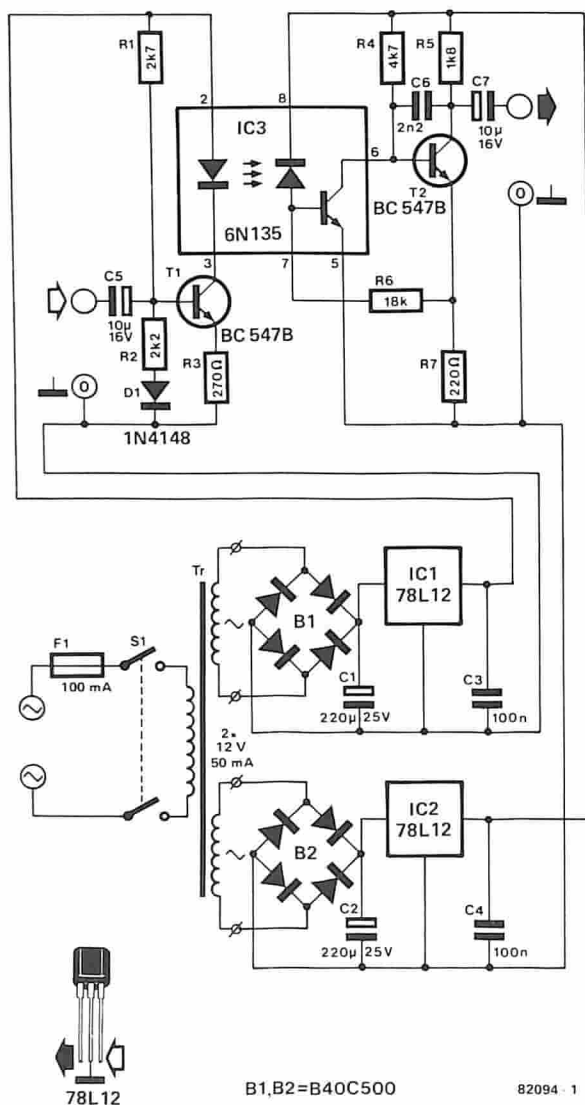 R1
2k7
R4
4k7
R5
1k8
C6
2n2
C7
10µ
16V
2
8
IC3
6
6N135
T2
BC 547B
0
3
7
5
T1
C5
10µ
16V
BC 547B
R6
18k
R2
2k2
R3
270Ω
R7
220Ω
0
D1
1N4148
Tr
B1
IC1
78L12
F1
S1
100 mA
C1
220µ 25V
C3
100n
2x
12 V
50 mA
B2
IC2
78L12
C2
220µ 25V
C4
100n
78L12
B1,B2=B40C500
82094 - 1